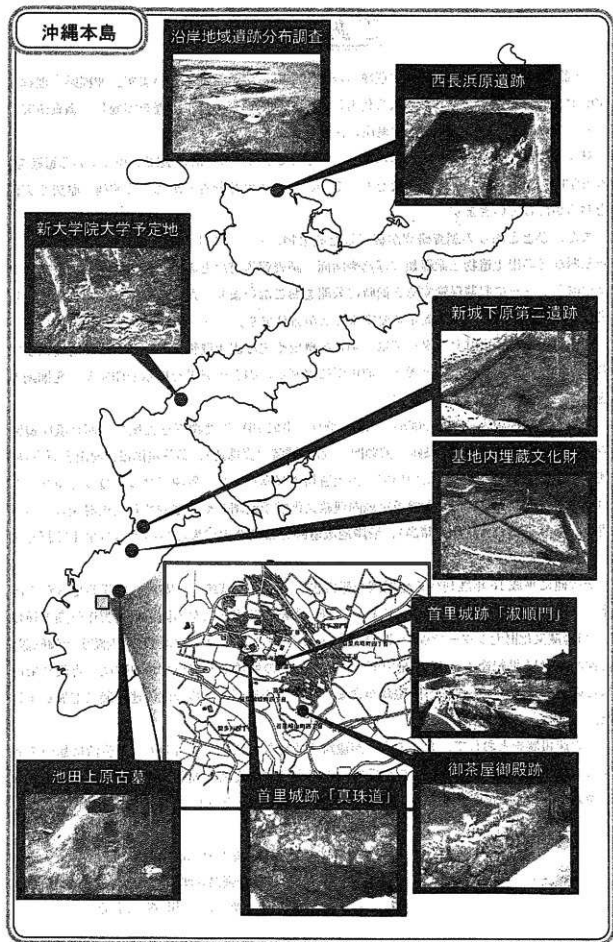 沖縄本島
沿岸地域遺跡分布調査
西長浜原遺跡
新大学院大学予定地
新城下原第二遺跡
基地内埋蔵文化財
首里城跡「淑順門」
御茶屋御殿跡
首里城跡「真珠道」
池田上原古墓